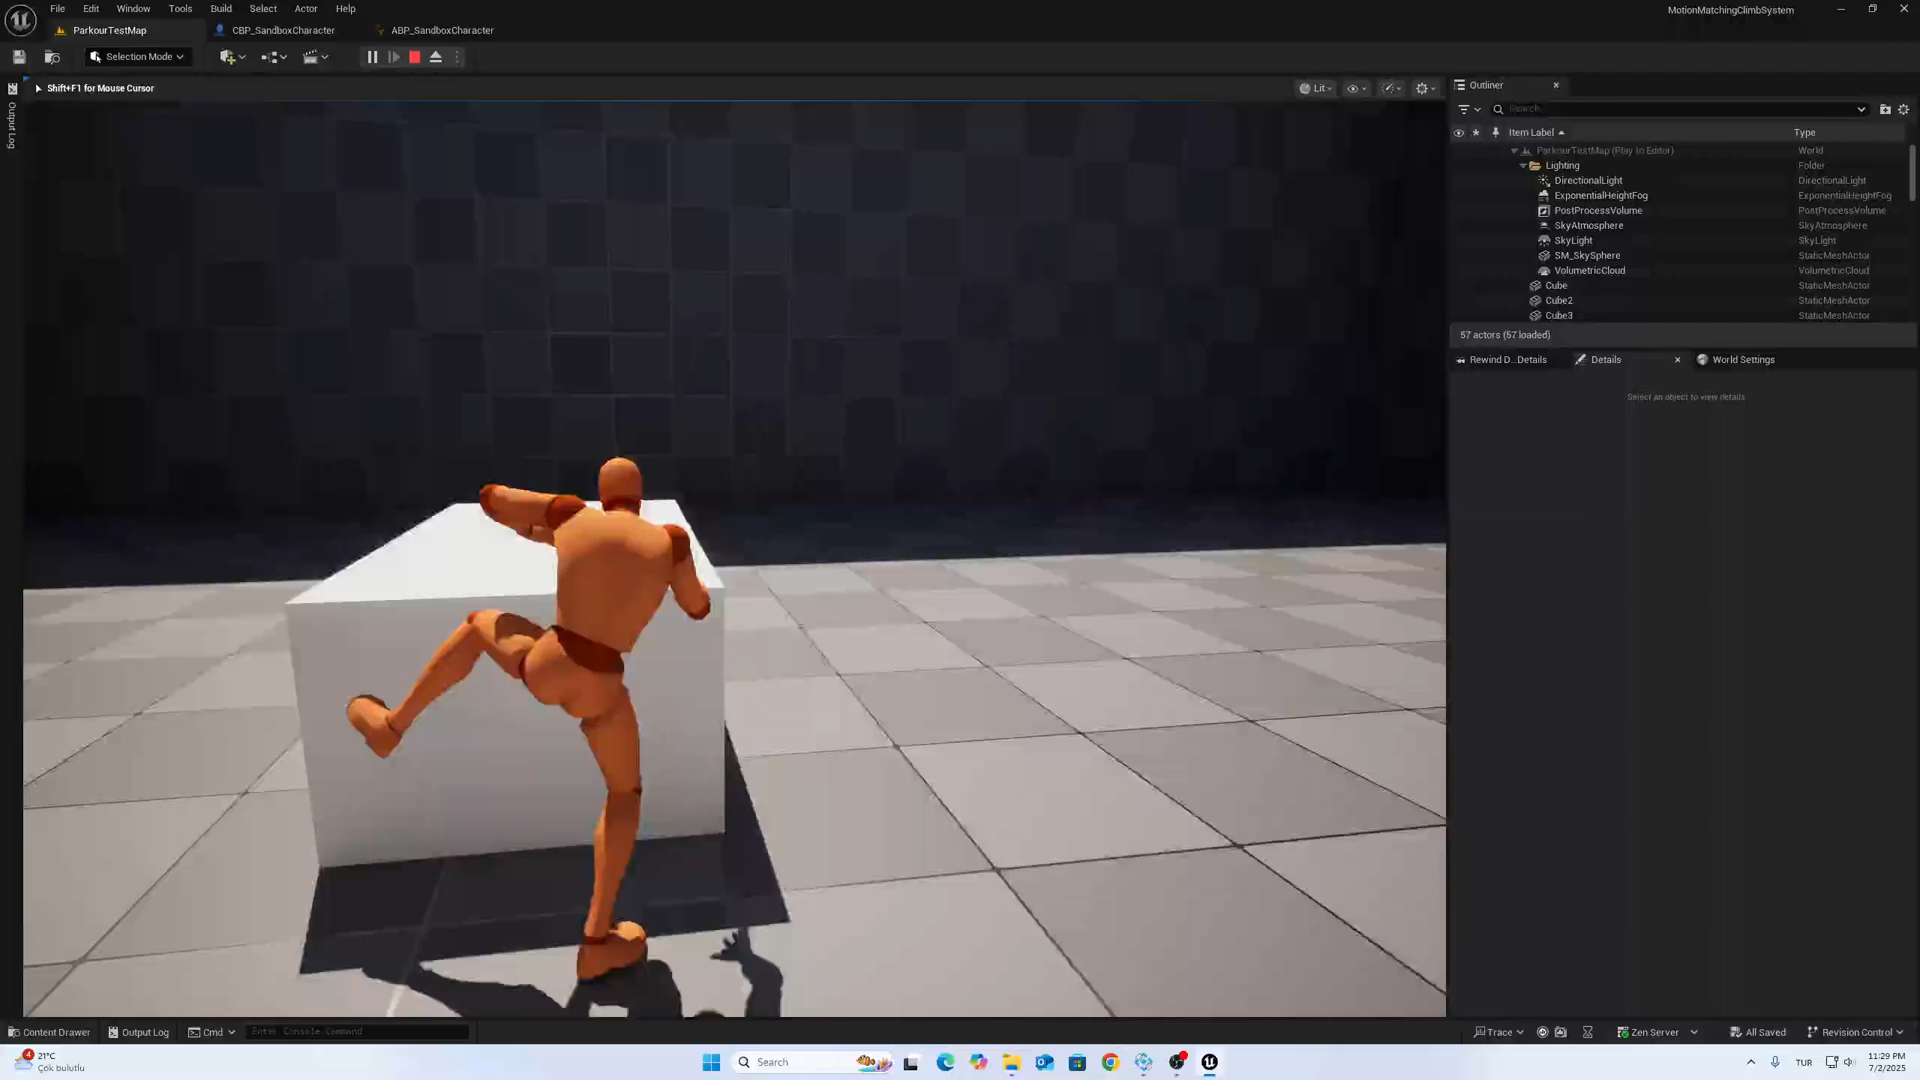 File Edit Window Tools Build Select Actor Help
MotionMatchingClimbSystem
ParkourTestMap
CBP_SandboxCharacter
ABP_SandboxCharacter
Selection Mode
Output Log
Shift+F1 for Mouse Cursor
Lit
Outliner
Search...
Item Label
Type
ParkourTestMap (Play In Editor) World
Lighting Folder
DirectionalLight DirectionalLight
ExponentialHeightFog ExponentialHeightFog
PostProcessVolume PostProcessVolume
SkyAtmosphere SkyAtmosphere
SkyLight SkyLight
SM_SkySphere StaticMeshActor
VolumetricCloud VolumetricCloud
Cube StaticMeshActor
Cube2 StaticMeshActor
Cube3 StaticMeshActor
57 actors (57 loaded)
Rewind D...Details
Details
World Settings
Select an object to view details
Content Drawer
Output Log
Cmd
Enter Console Command
Trace
Zen Server
All Saved
Revision Control
4
21°C
Çok bulutlu
Search
TUR
11:29 PM
7/2/2025